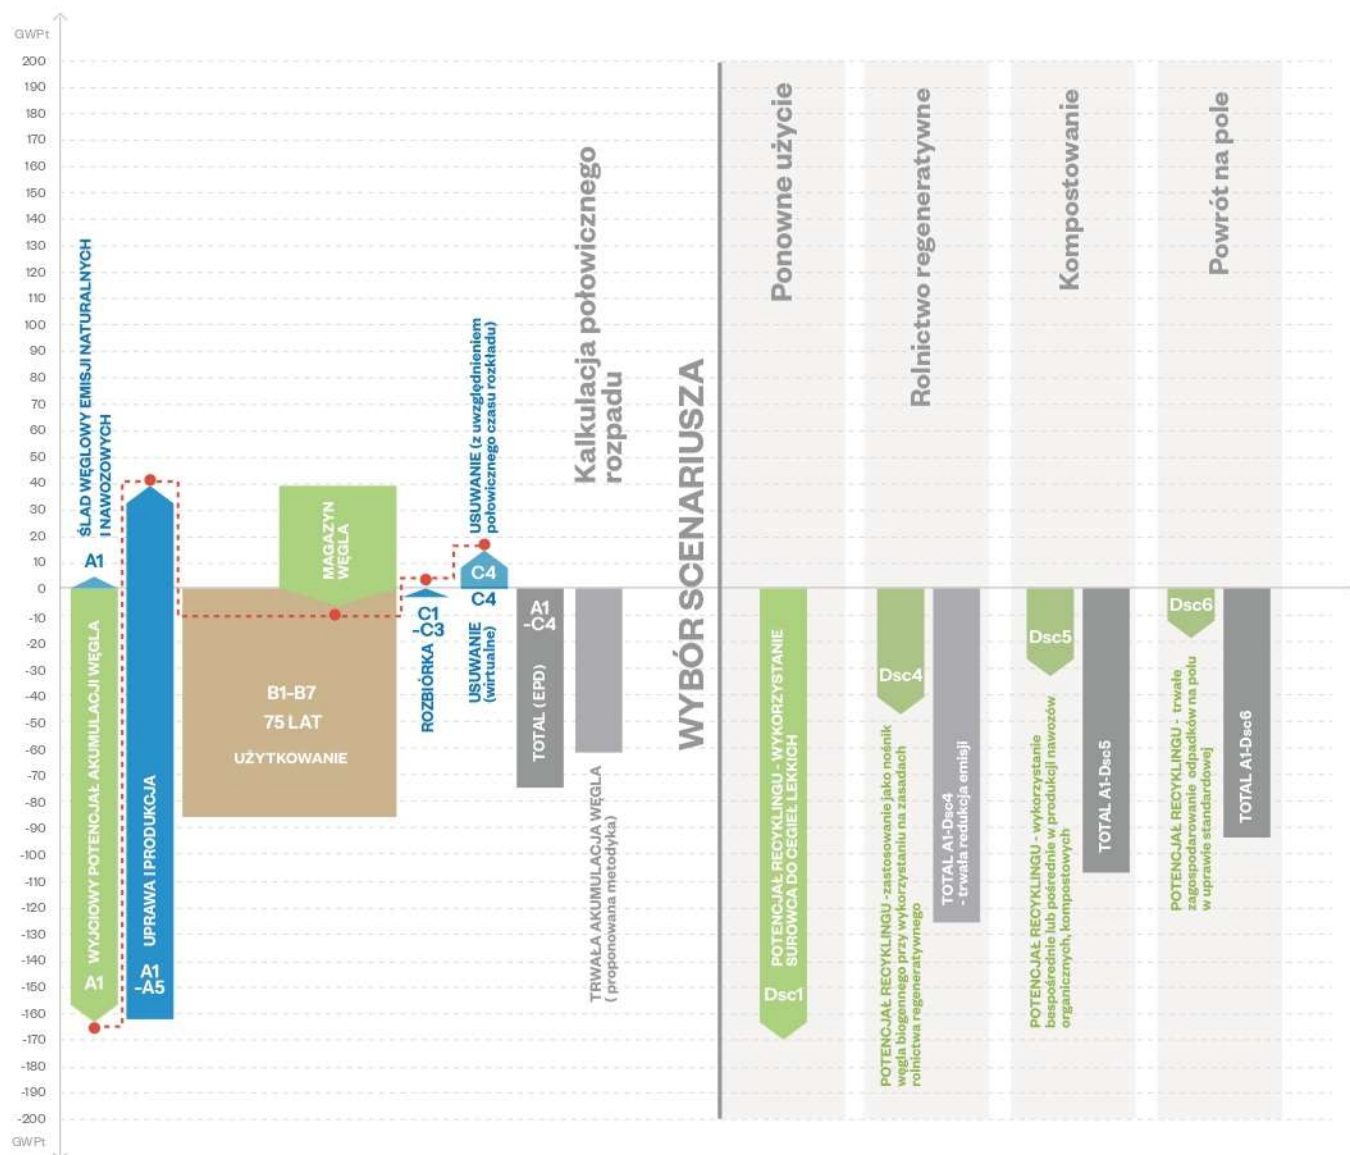 GWPt
200
190
180
170
160
150
140
130
120
110
100
90
80
70
60
50
40
30
20
10
0
-10
-20
-30
-40
-50
-60
-70
-80
-90
-100
-110
-120
-130
-140
-150
-160
-170
-180
-190
-200
GWPt
ŚLAD WĘGLOWY EMISJI NATURALNYCH
I NAWOZOWYCH
A1
WYJCIOWY POTENCJAŁ AKUMULACJI WĘGLA
A1
UPRAWA I PRODUKCJA
A1
-A5
MAGAZYN
WĘGLA
B1-B7
75 LAT
UŻYTKOWANIE
C1
-C3
ROZBIÓRKA
USUWANIE (z uwzględnieniem
połowicznego czasu rozkładu)
C4
C4
USUWANIE
(wirtualne)
A1
-C4
TOTAL (EPD)
Kalkulacja połowicznego
rozpadu
TRWAŁA AKUMULACJA WĘGLA
( proponowana metodyka)
WYBÓR SCENARIUSZA
Ponowne użycie
POTENCJAŁ RECYKLINGU - WYKORZYSTANIE
SUROWCA DO CEGIEŁ LEKKICH
Dsc1
Rolnictwo regeneratywne
Dsc4
POTENCJAŁ RECYKLINGU -zastosowanie jako nośnik
węgla biogennego przy wykorzystaniu na zasadach
rolnictwa regeneratywnego
TOTAL A1-Dsc4
- trwała redukcja emisji
Kompostowanie
Dsc5
POTENCJAŁ RECYKLINGU - wykorzystanie
bespośrednie lub pośrednie w produkcji nawozów
organicznych, kompostowych
TOTAL A1-Dsc5
Powrót na pole
Dsc6
POTENCJAŁ RECYKLINGU - trwałe
zagospodarowanie odpadków na polu
w uprawie standardowej
TOTAL A1-Dsc6